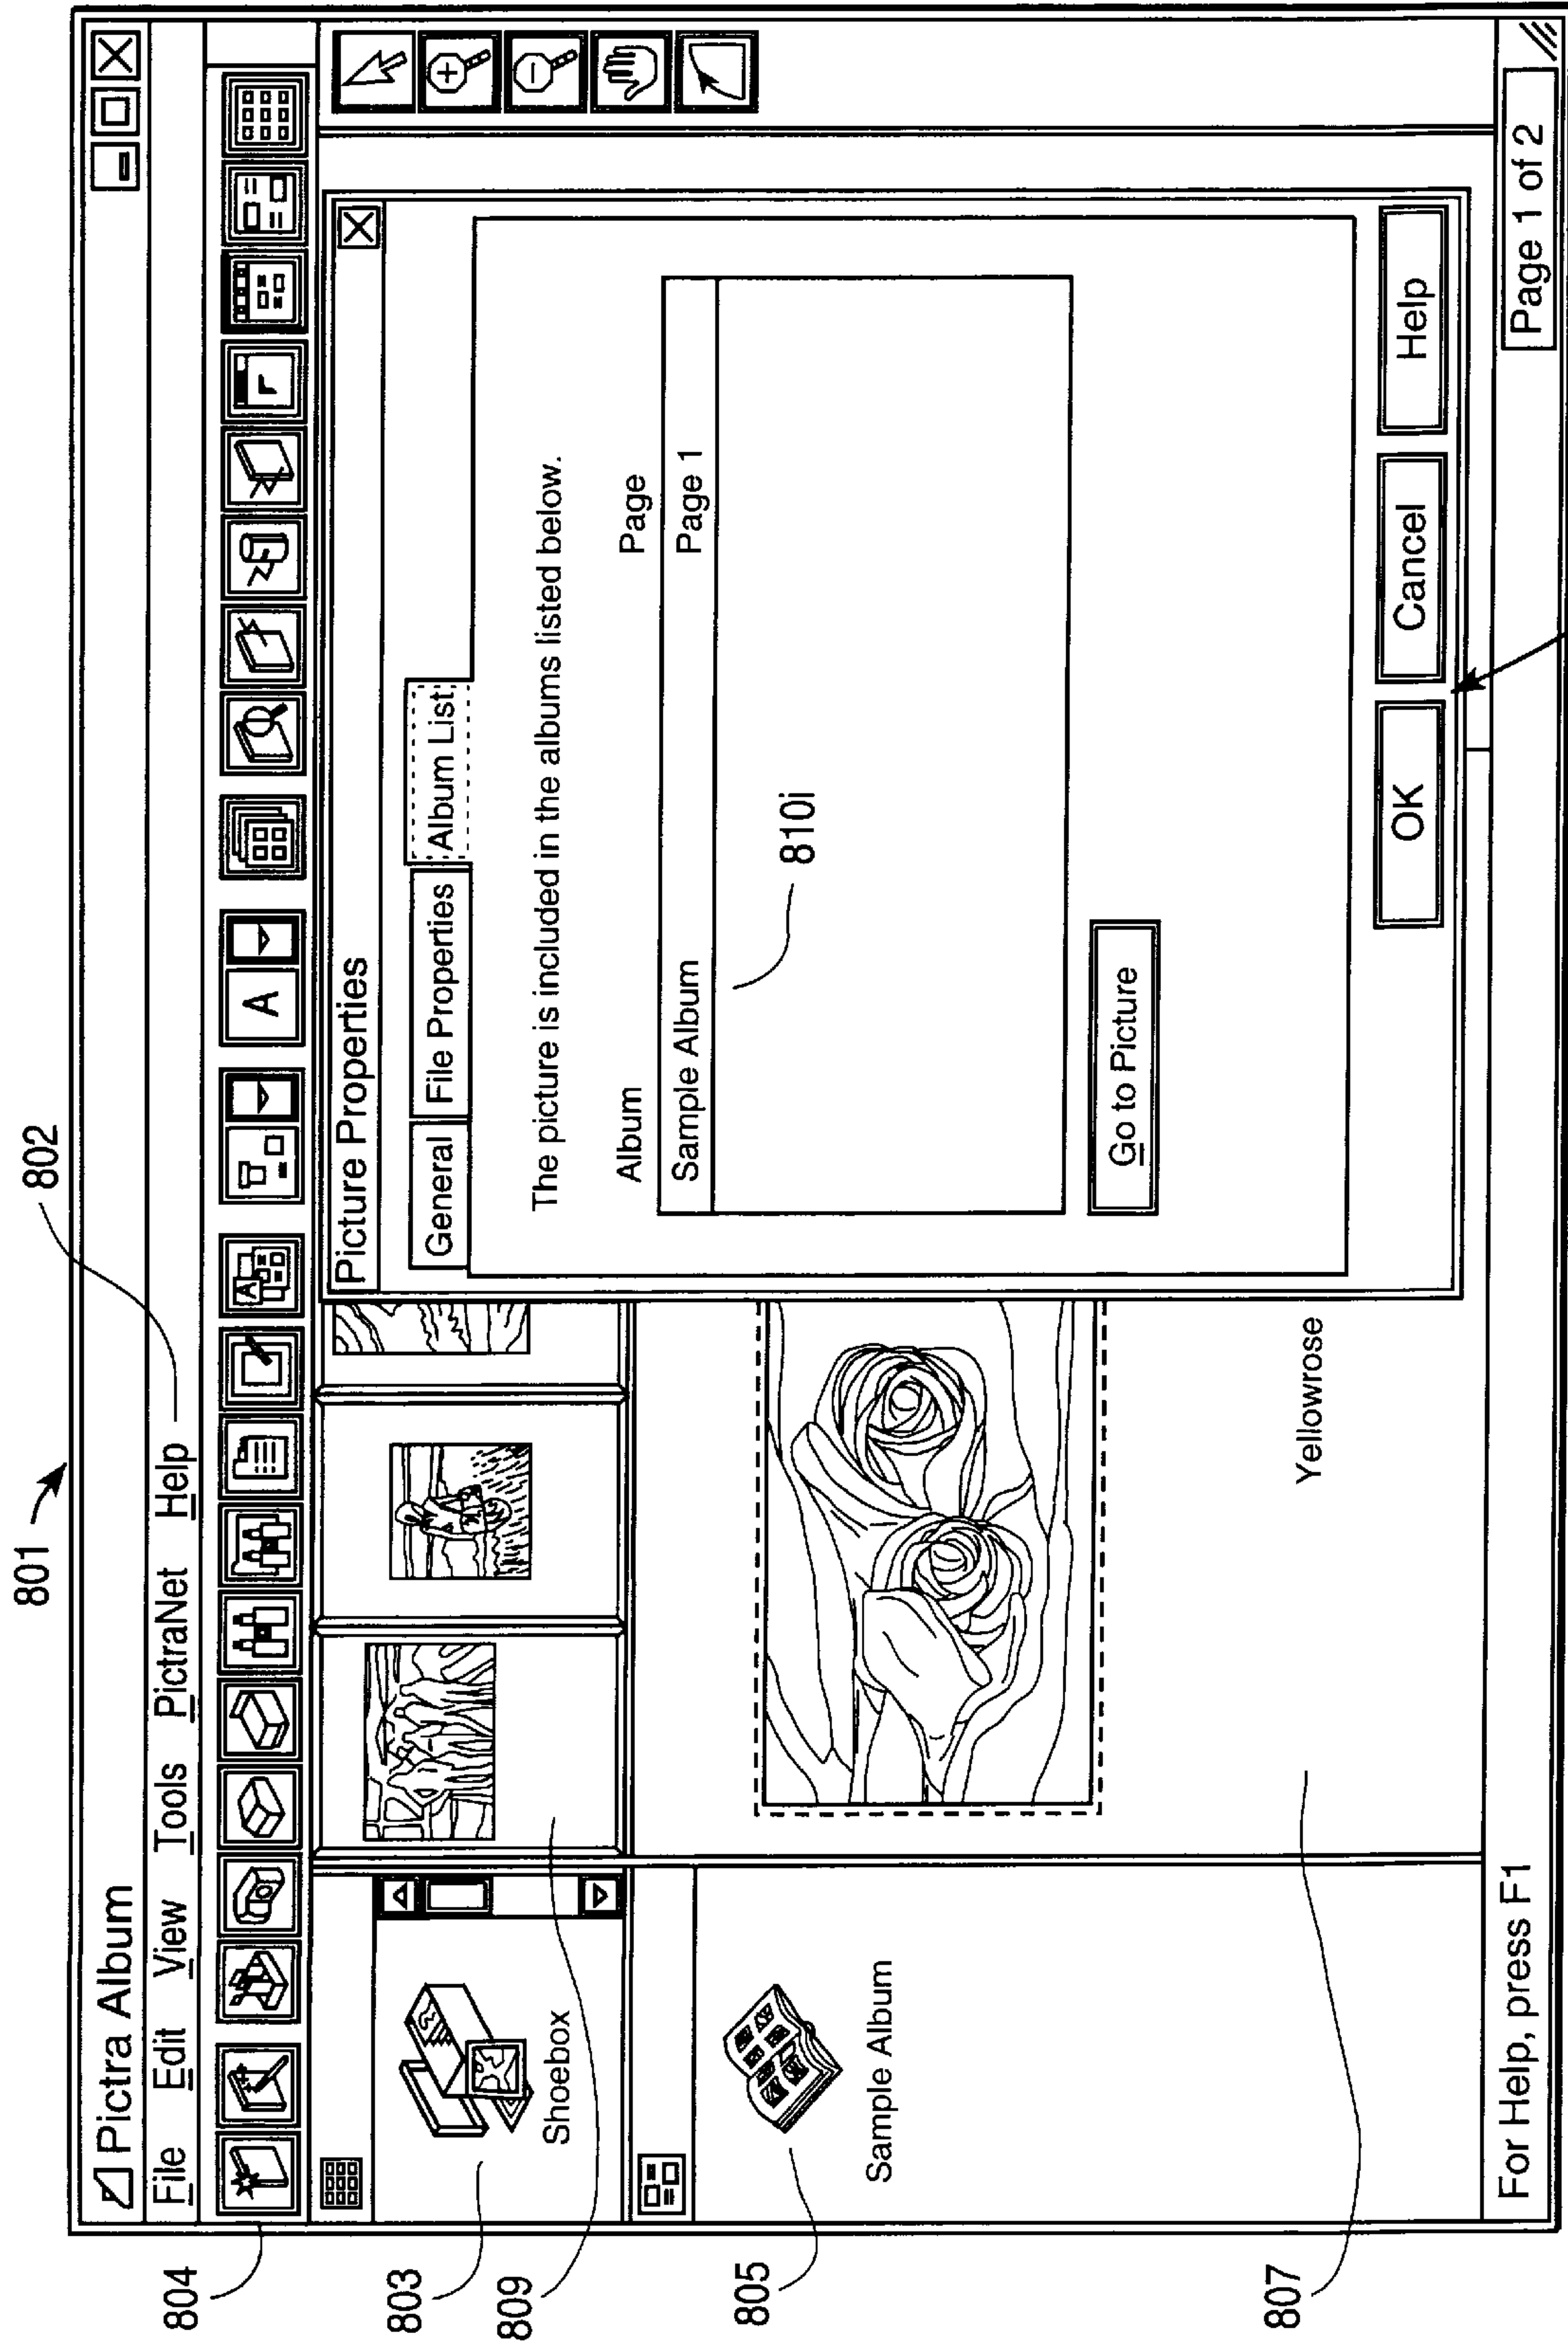 801
802
Pictra Album
File Edit View Tools PictraNet Help
804
A
A
Picture Properties
General File Properties Album List
The picture is included in the albums listed below.
Album Page
Sample Album Page 1
810i
Go to Picture
OK Cancel Help
803
Shoebox
809
805
Sample Album
807
Yellowrose
For Help, press F1
Page 1 of 2